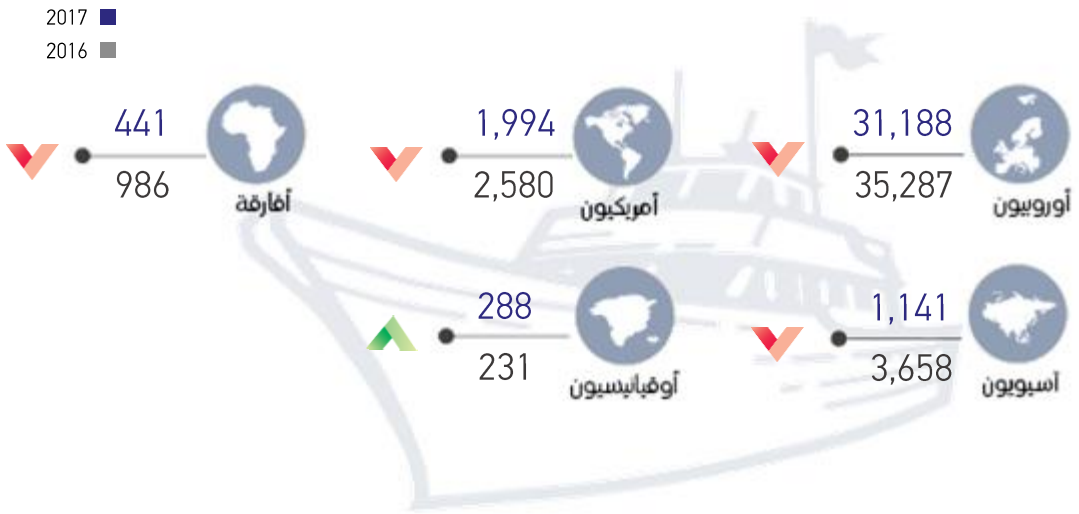 2017
2016
31,188
35,287
أوروبيون
1,994
2,580
أمريكيون
441
986
أفارقة
1,141
3,658
آسيويون
288
231
أوقيانيسيون